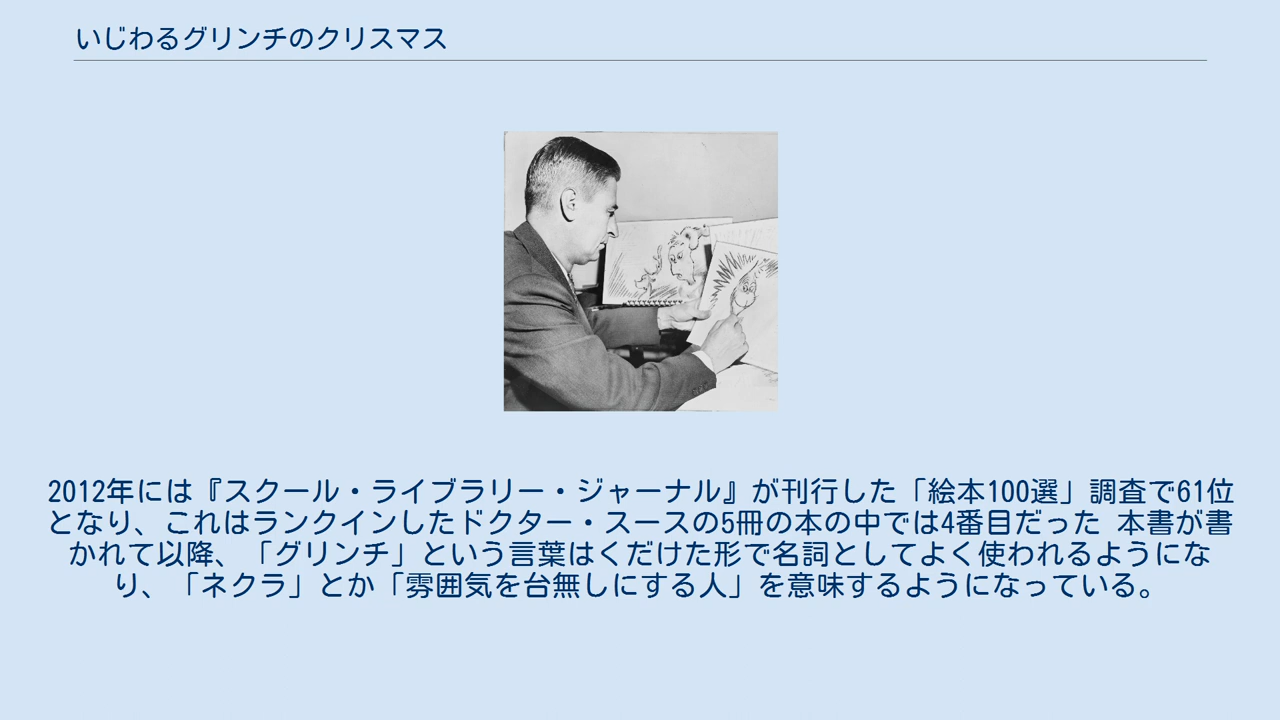 いじわるグリンチのクリスマス
2012年には『スクール・ライブラリー・ジャーナル』が刊行した「絵本100選」調査で61位
となり、これはランクインしたドクター・スースの5冊の本の中では4番目だった 本書が書
かれて以降、「グリンチ」という言葉はくだけた形で名詞としてよく使われるようにな
り、「ネクラ」とか「雰囲気を台無しにする人」を意味するようになっている。